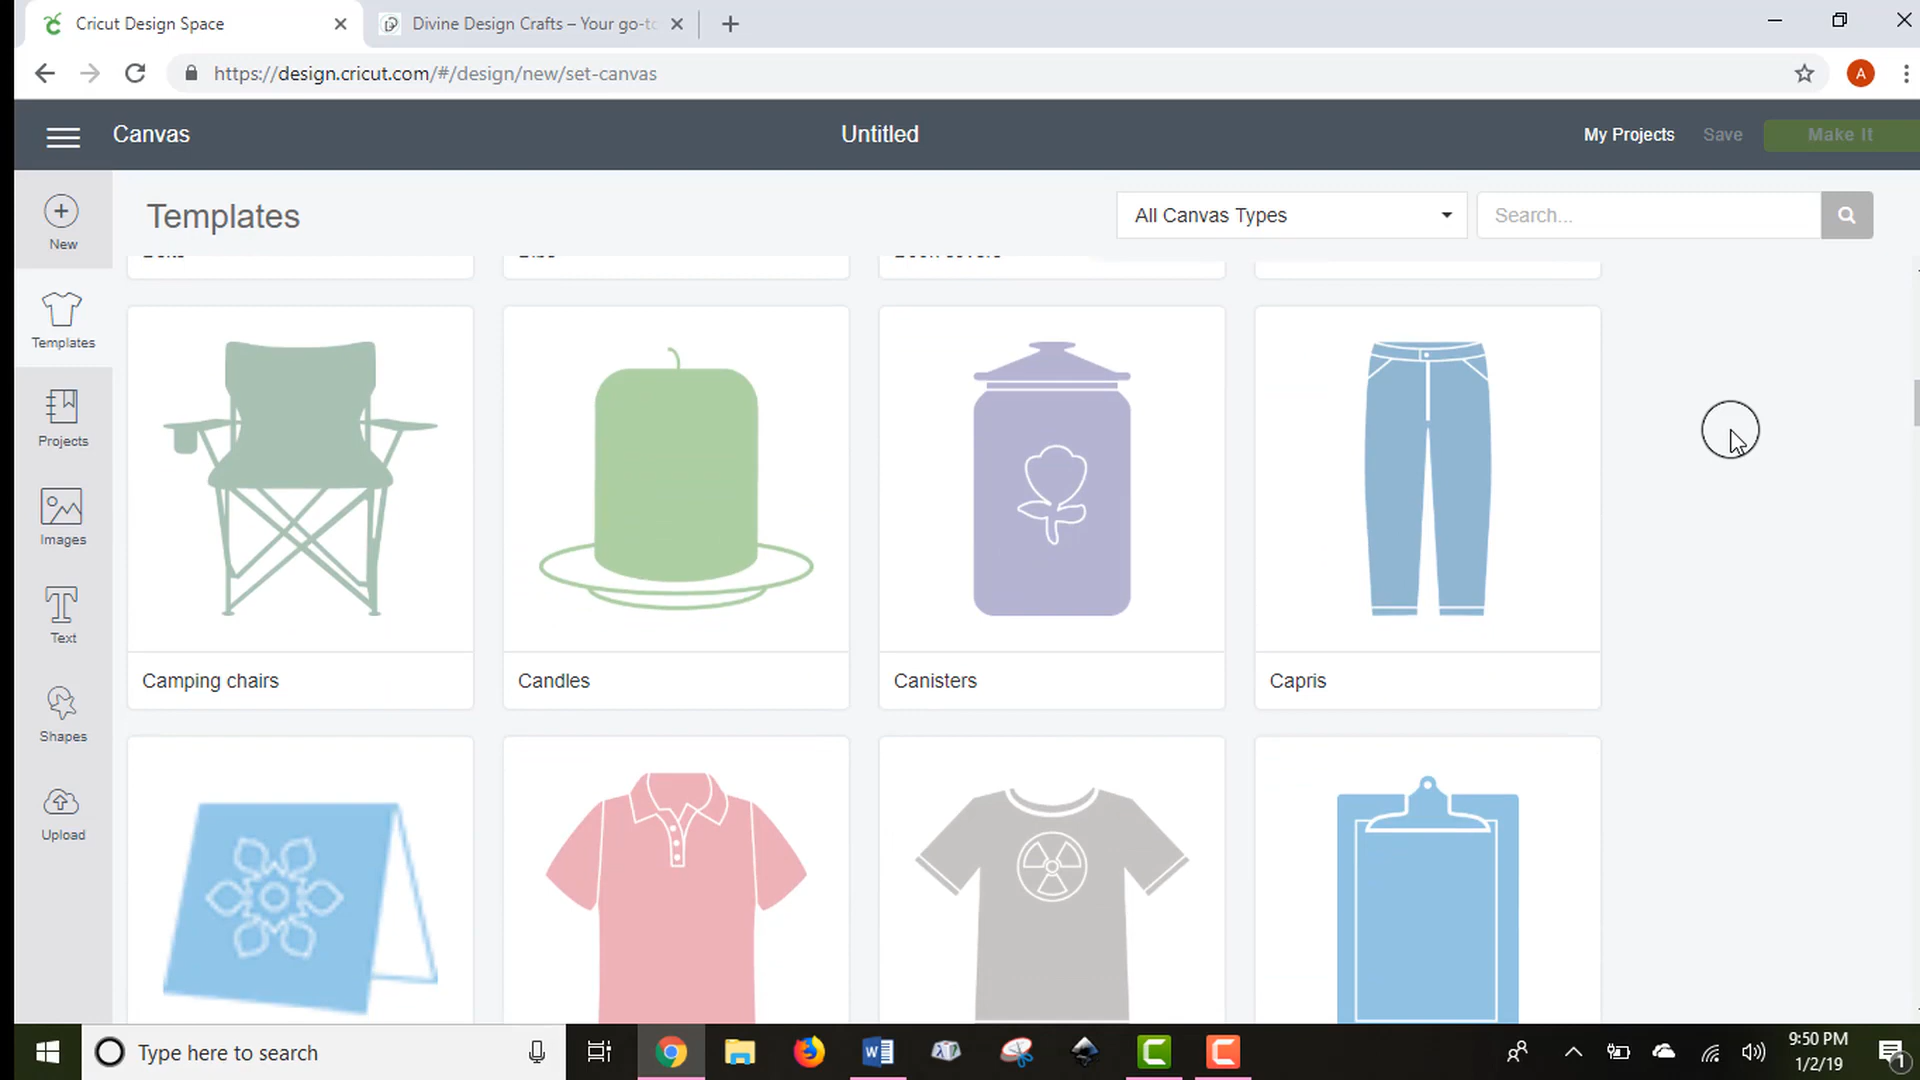 Cricut Design Space
Divine Design Crafts – Your go-to
https://design.cricut.com/#/design/new/set-canvas
A
Canvas
Untitled
My Projects
Save
Make It
New
Templates
Projects
Images
Text
Shapes
Upload
Templates
All Canvas Types
Search...
Camping chairs
Candles
Canisters
Capris
Type here to search
9:50 PM
1/2/19
1